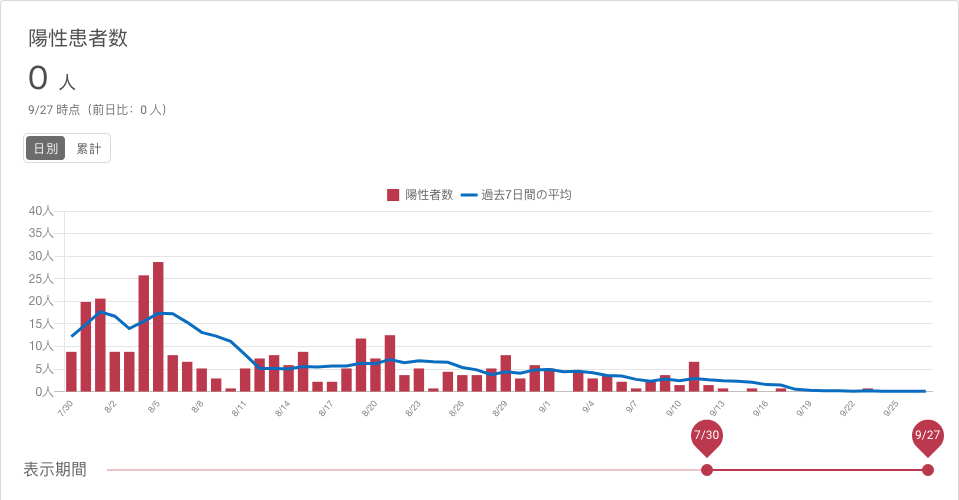 陽性患者数
0 人
9/27 時点（前日比：0 人）
日別 累計
陽性者数 過去7日間の平均
40人
35人
30人
25人
20人
15人
10人
5人
0人
7/30 8/2 8/5 8/8 8/11 8/14 8/17 8/20 8/23 8/26 8/29 9/1 9/4 9/7 9/10 9/13 9/16 9/19 9/22 9/25
7/30 9/27
表示期間